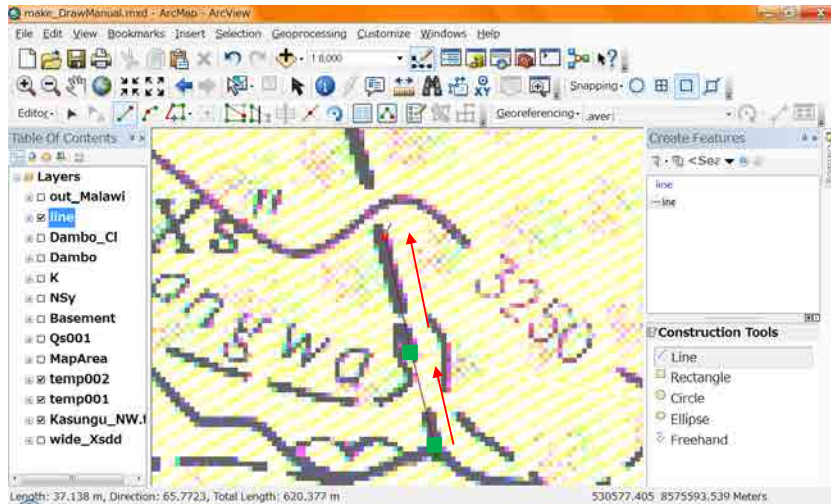 make_DrawManual.mxd - ArcMap - ArcView
File Edit View Bookmarks Insert Selection Geoprocessing Customize Windows Help
1:8,000
Snapping
Editor
Georeferencing
Table Of Contents
Layers
out_Malawi
line
Dambo_Cl
Dambo
K
NSy
Basement
Qs001
MapArea
temp002
temp001
Kasungu_NW.
wide_Xsdd
Xs"
3230
Create Features
<Sea
line
line
Construction Tools
Line
Rectangle
Circle
Ellipse
Freehand
Length: 37.138 m, Direction: 65.7723, Total Length: 620.377 m
530577.405 8575593.539 Meters